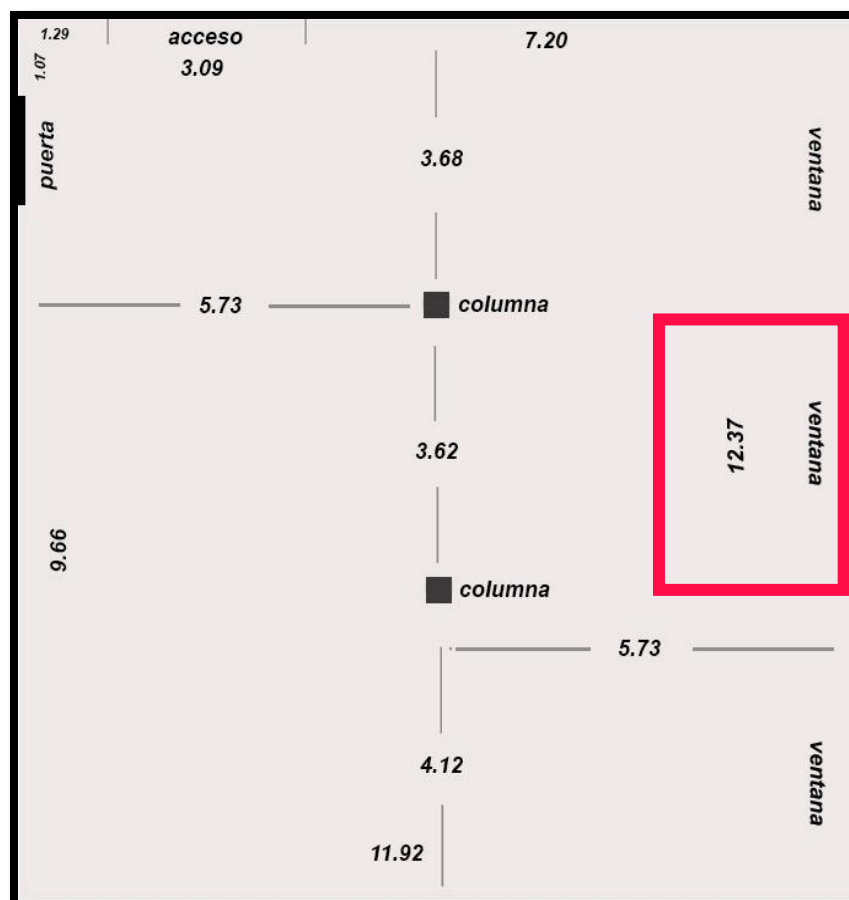 1.29
acceso
7.20
1.07
3.09
puerta
3.68
ventana
5.73
columna
3.62
12.37
ventana
9.66
columna
5.73
4.12
ventana
11.92